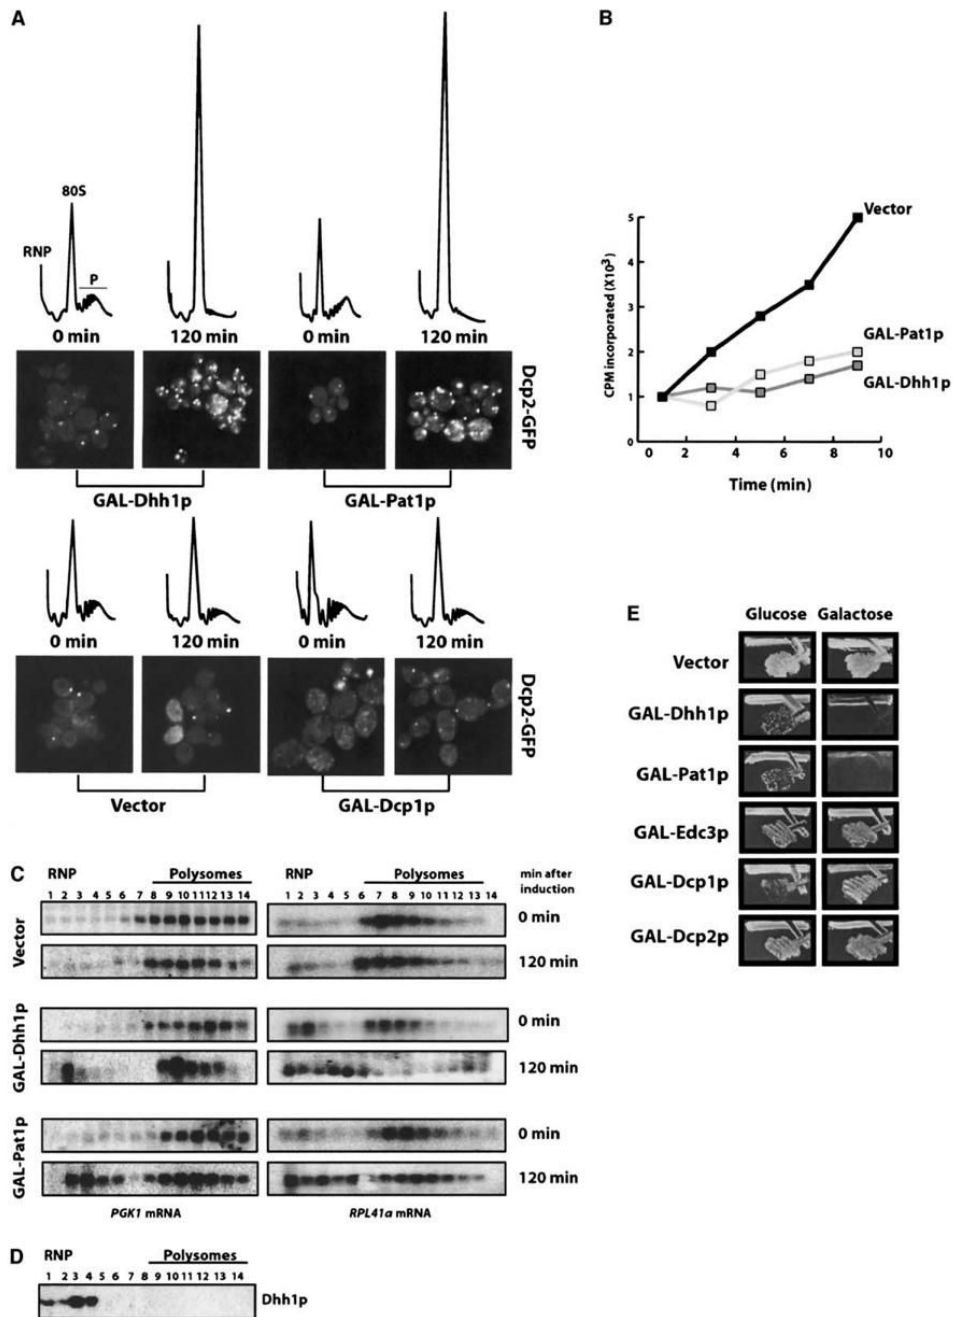 A
80S
RNP
P
0 min
120 min
0 min
120 min
Dcp2-GFP
GAL-Dhh1p
GAL-Pat1p
0 min
120 min
0 min
120 min
Dcp2-GFP
Vector
GAL-Dcp1p
B
5
4
3
2
1
0
CPM incorporated (X10³)
Vector
GAL-Pat1p
GAL-Dhh1p
0 2 4 6 8 10
Time (min)
C
RNP Polysomes
1 2 3 4 5 6 7 8 9 10 11 12 13 14
RNP Polysomes
1 2 3 4 5 6 7 8 9 10 11 12 13 14
min after
induction
Vector
0 min
120 min
GAL-Dhh1p
0 min
120 min
GAL-Pat1p
0 min
120 min
PGK1 mRNA
RPL41a mRNA
D
RNP Polysomes
1 2 3 4 5 6 7 8 9 10 11 12 13 14
Dhh1p
E
Glucose Galactose
Vector
GAL-Dhh1p
GAL-Pat1p
GAL-Edc3p
GAL-Dcp1p
GAL-Dcp2p